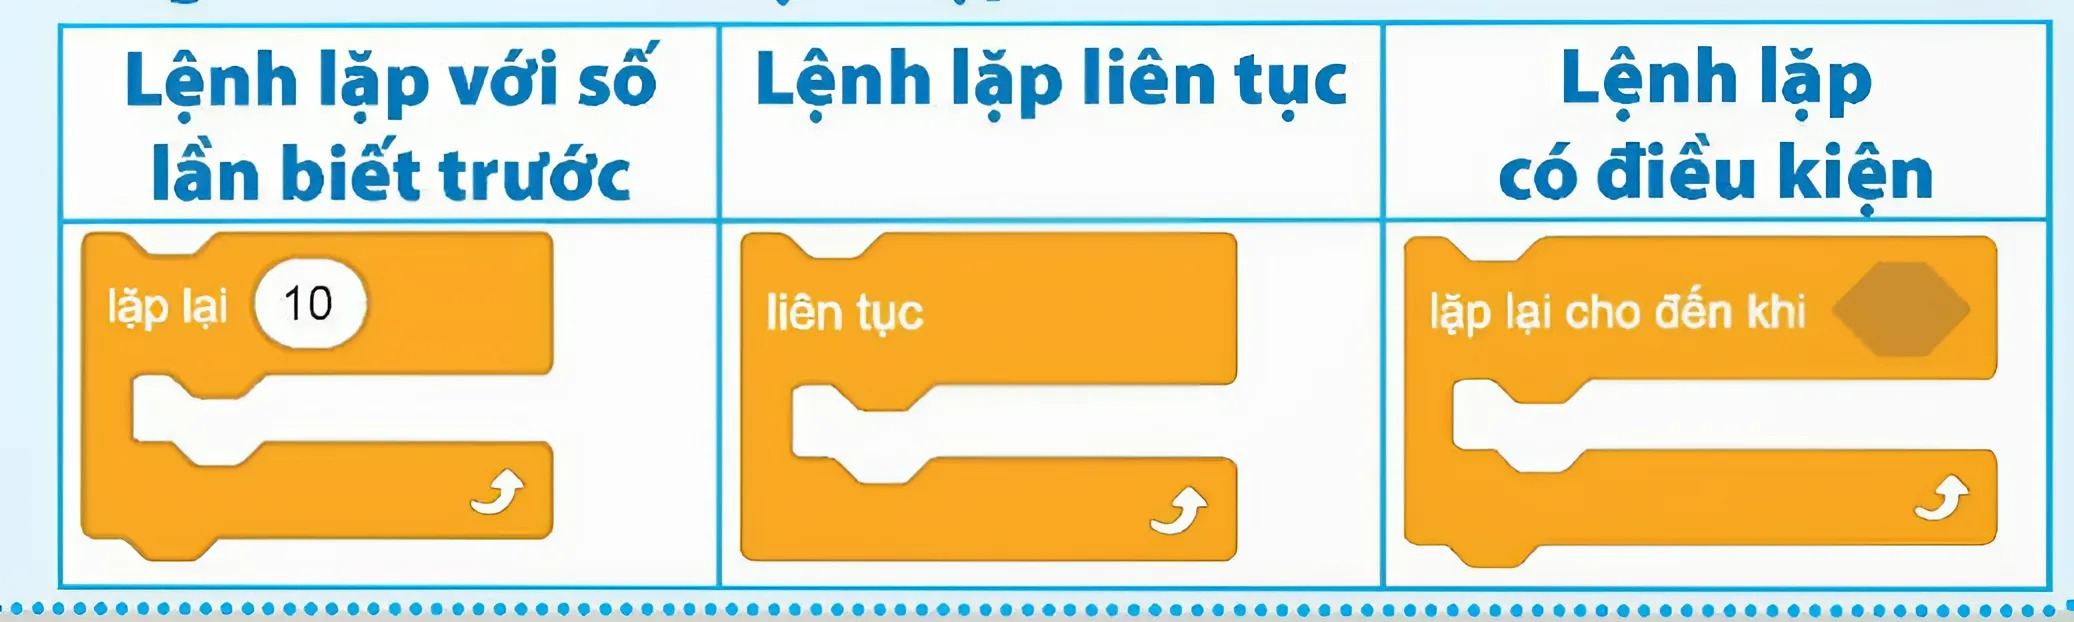 Lệnh lặp với số
lần biết trước
Lệnh lặp liên tục
Lệnh lặp
có điều kiện
lặp lại 10
liên tục
lặp lại cho đến khi